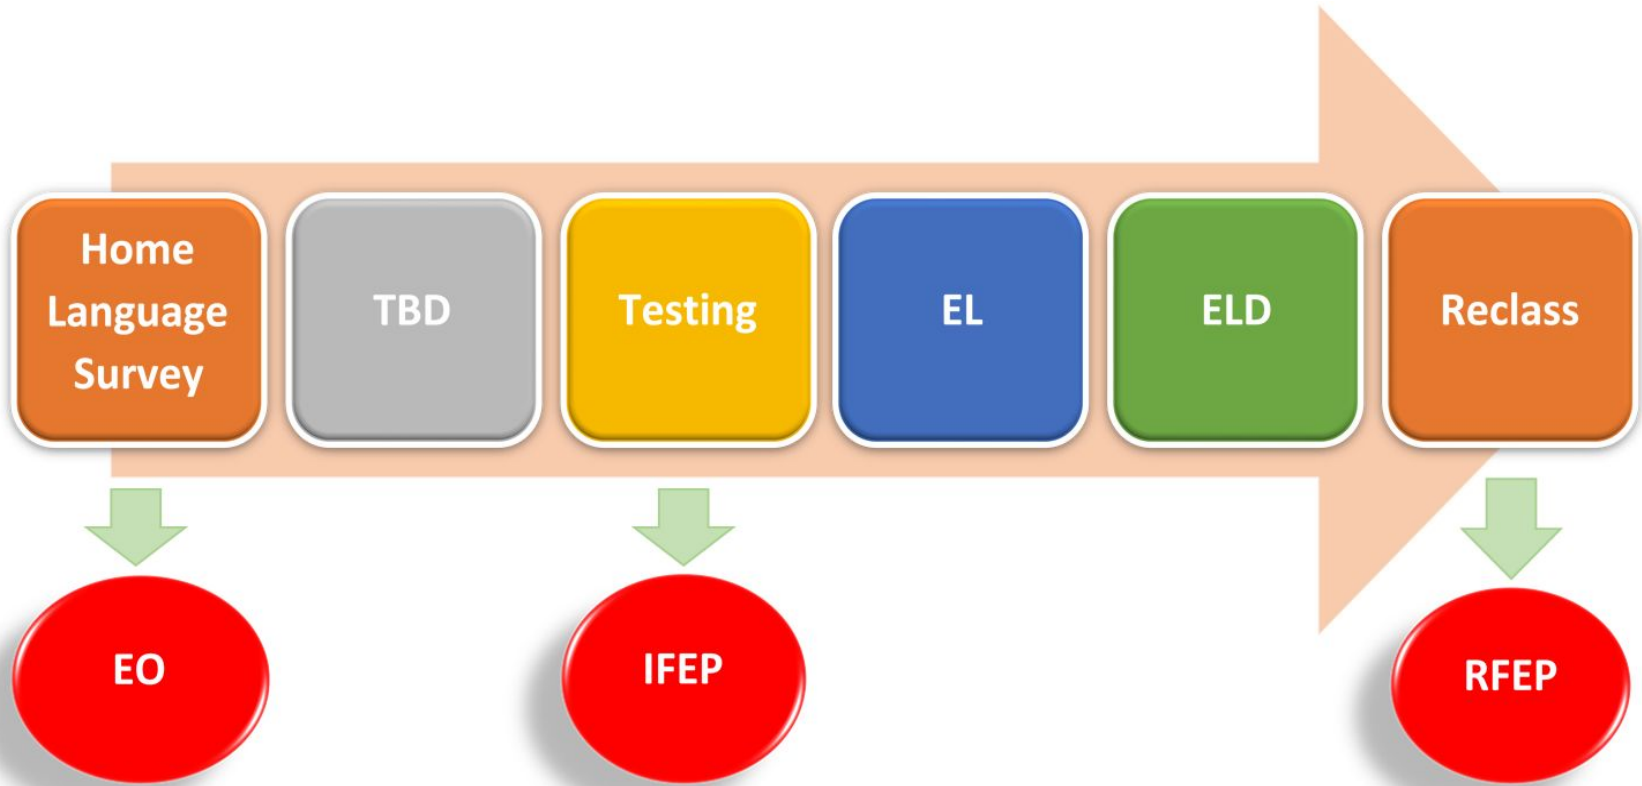 Home
Language
Survey
TBD
Testing
EL
ELD
Reclass
EO
IFEP
RFEP